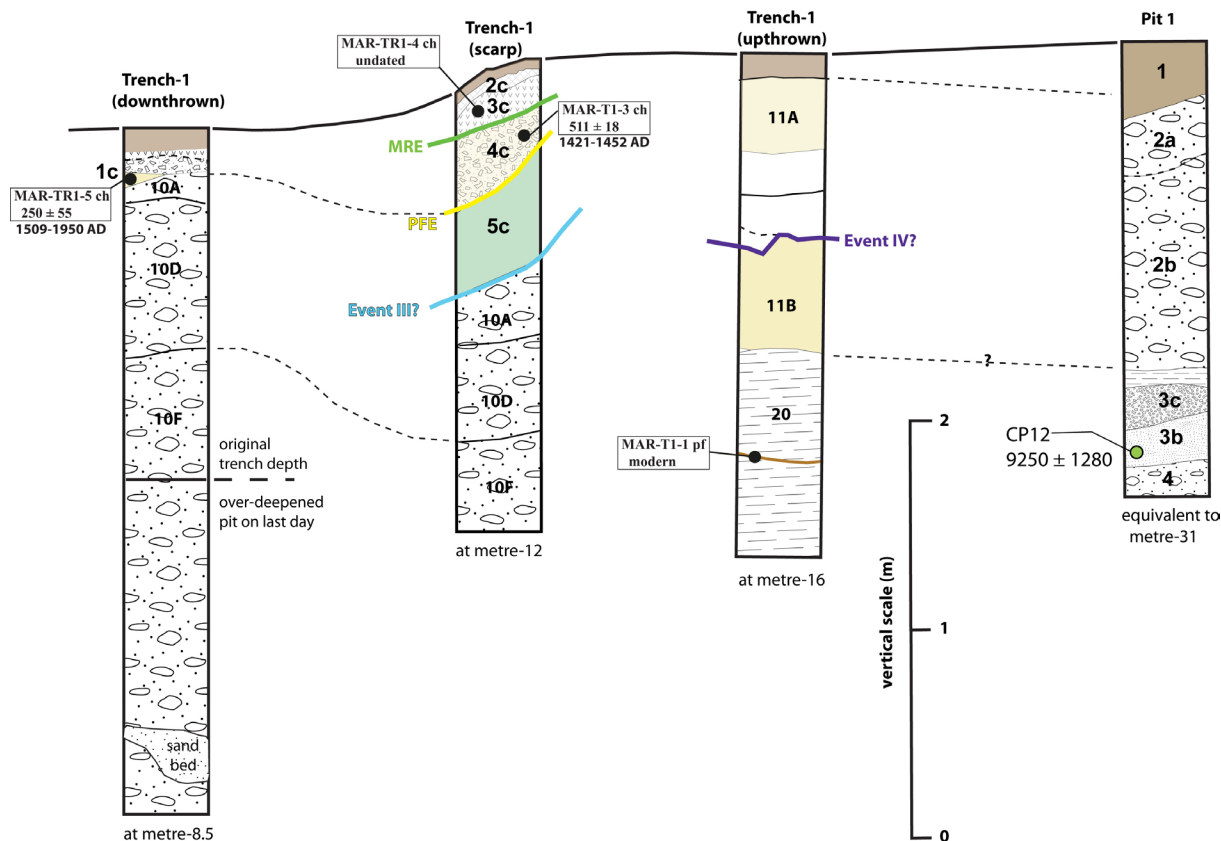 Trench-1
(downthrown)
1c
MAR-TR1-5 ch
250 ± 55
1509-1950 AD
10A
10D
10F
original
trench depth
over-deepened
pit on last day
sand
bed
at metre-8.5
Trench-1
(scarp)
MAR-TR1-4 ch
undated
2c
3c
MRE
MAR-T1-3 ch
511 ± 18
1421-1452 AD
4c
PFE
5c
Event III?
10A
10D
10F
at metre-12
Trench-1
(upthrown)
11A
Event IV?
11B
20
MAR-T1-1 pf
modern
at metre-16
?
Pit 1
1
2a
2b
3c
3b
CP12
9250 ± 1280
4
equivalent to
metre-31
vertical scale (m)
2
1
0